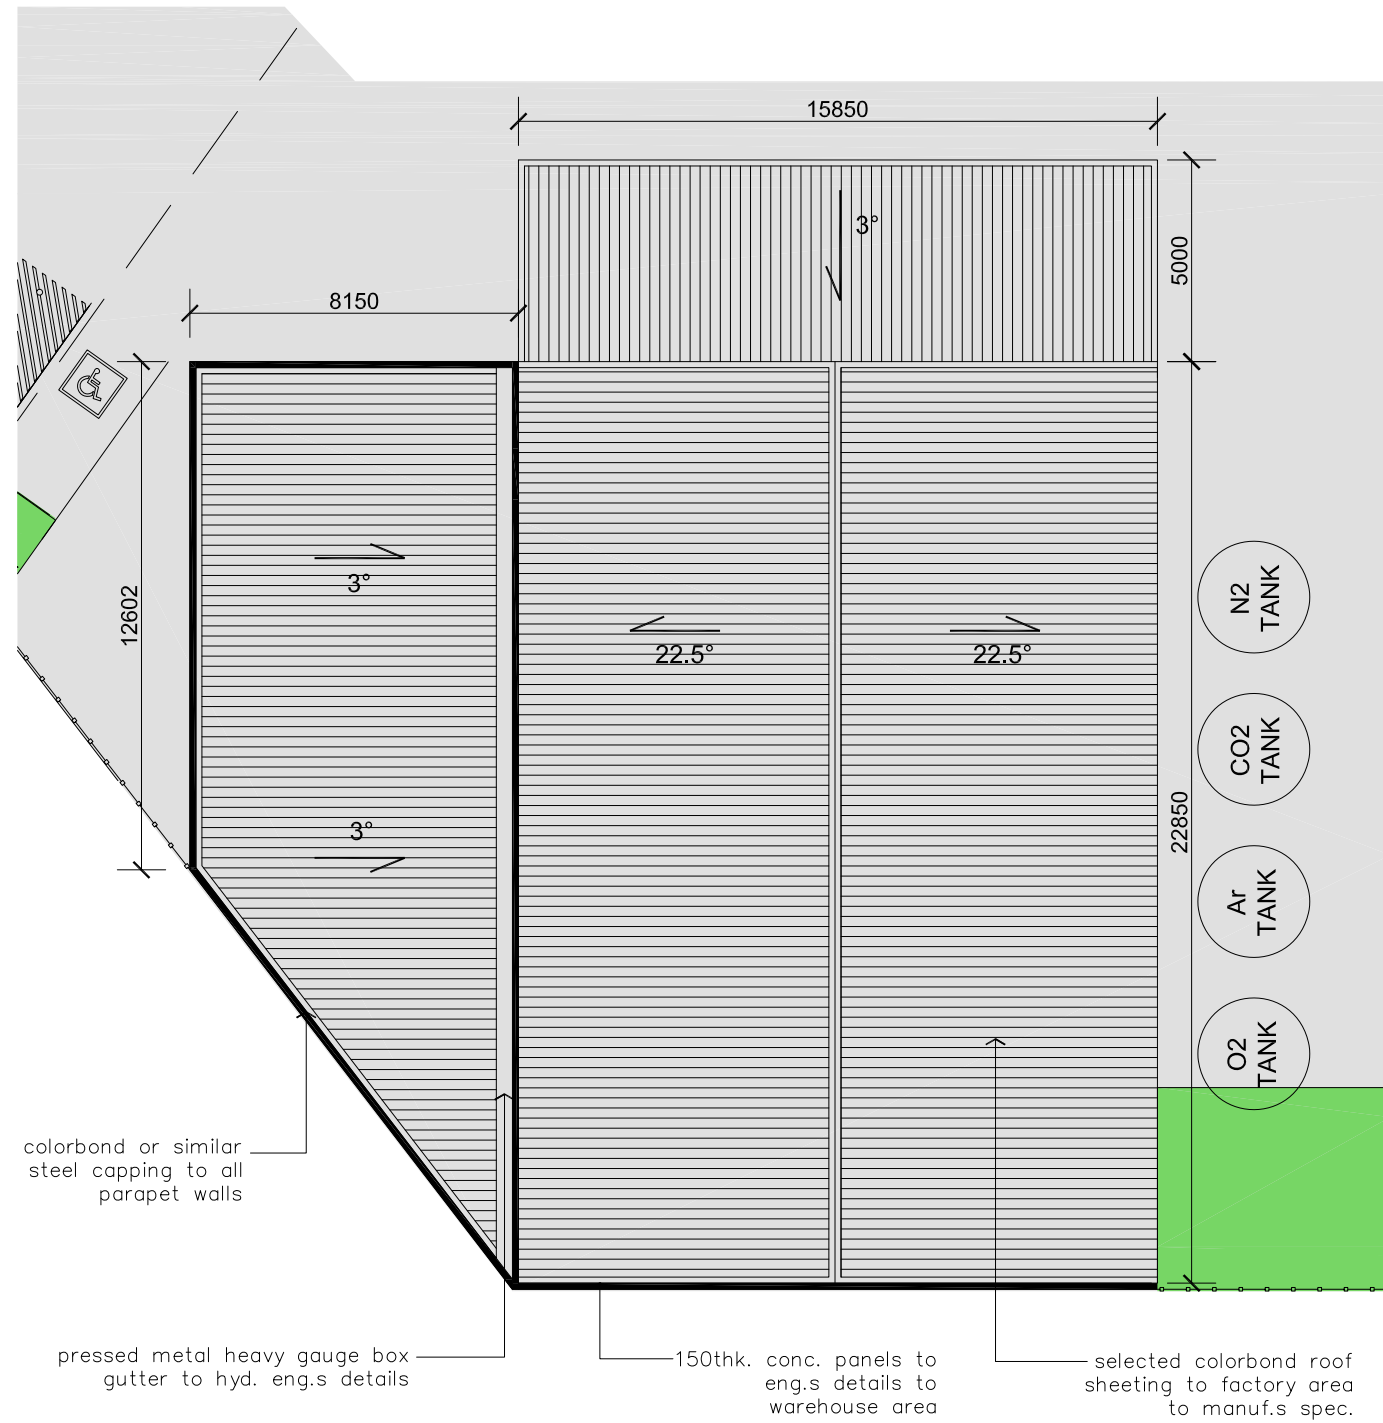 15850
3°
5000
8150
12602
3°
22.5°
22.5°
N2
TANK
CO2
TANK
3°
22850
Ar
TANK
O2
TANK
colorbond or similar
steel capping to all
parapet walls
pressed metal heavy gauge box
gutter to hyd. eng.s details
150thk. conc. panels to
eng.s details to
warehouse area
selected colorbond roof
sheeting to factory area
to manuf.s spec.